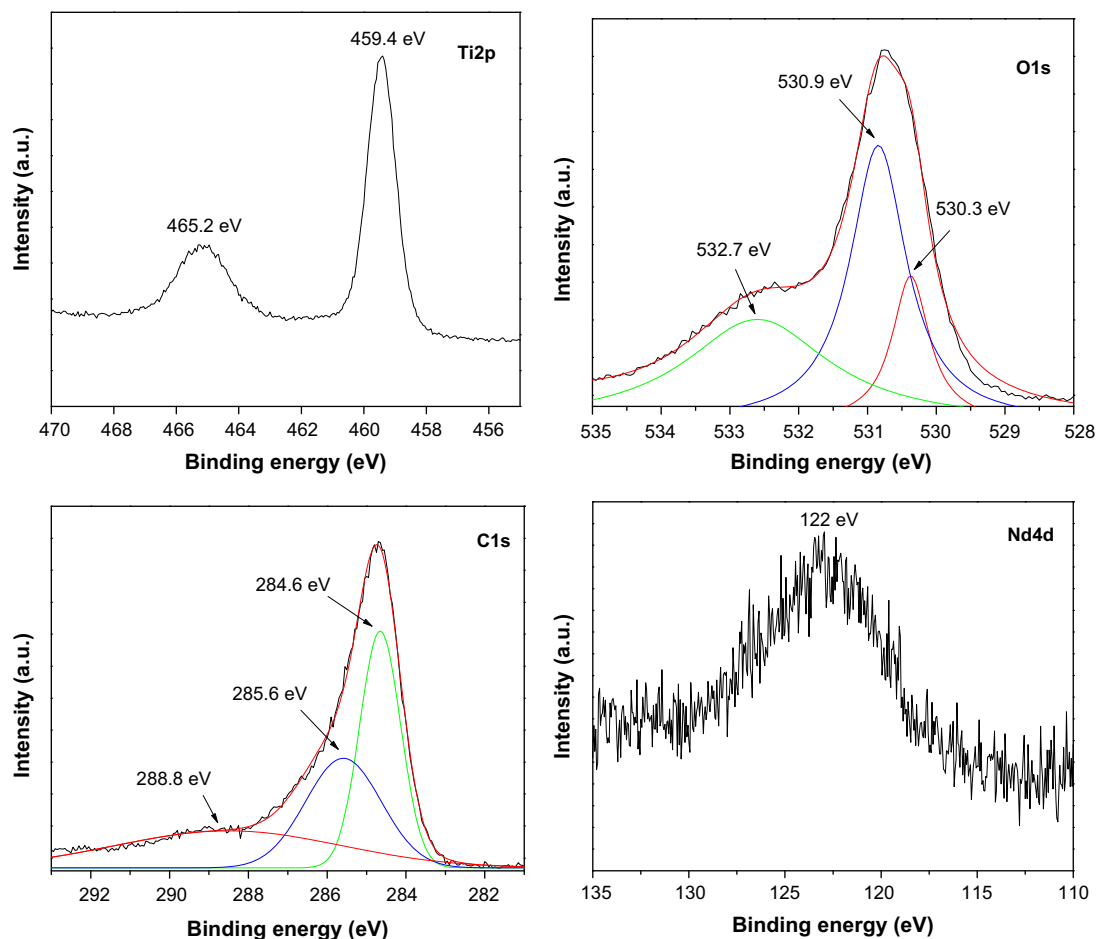 459.4 eV
Ti2p
465.2 eV
Intensity (a.u.)
470 468 466 464 462 460 458 456
Binding energy (eV)
O1s
530.9 eV
530.3 eV
532.7 eV
Intensity (a.u.)
535 534 533 532 531 530 529 528
Binding energy (eV)
C1s
284.6 eV
285.6 eV
288.8 eV
Intensity (a.u.)
292 290 288 286 284 282
Binding energy (eV)
122 eV
Nd4d
Intensity (a.u.)
135 130 125 120 115 110
Binding energy (eV)